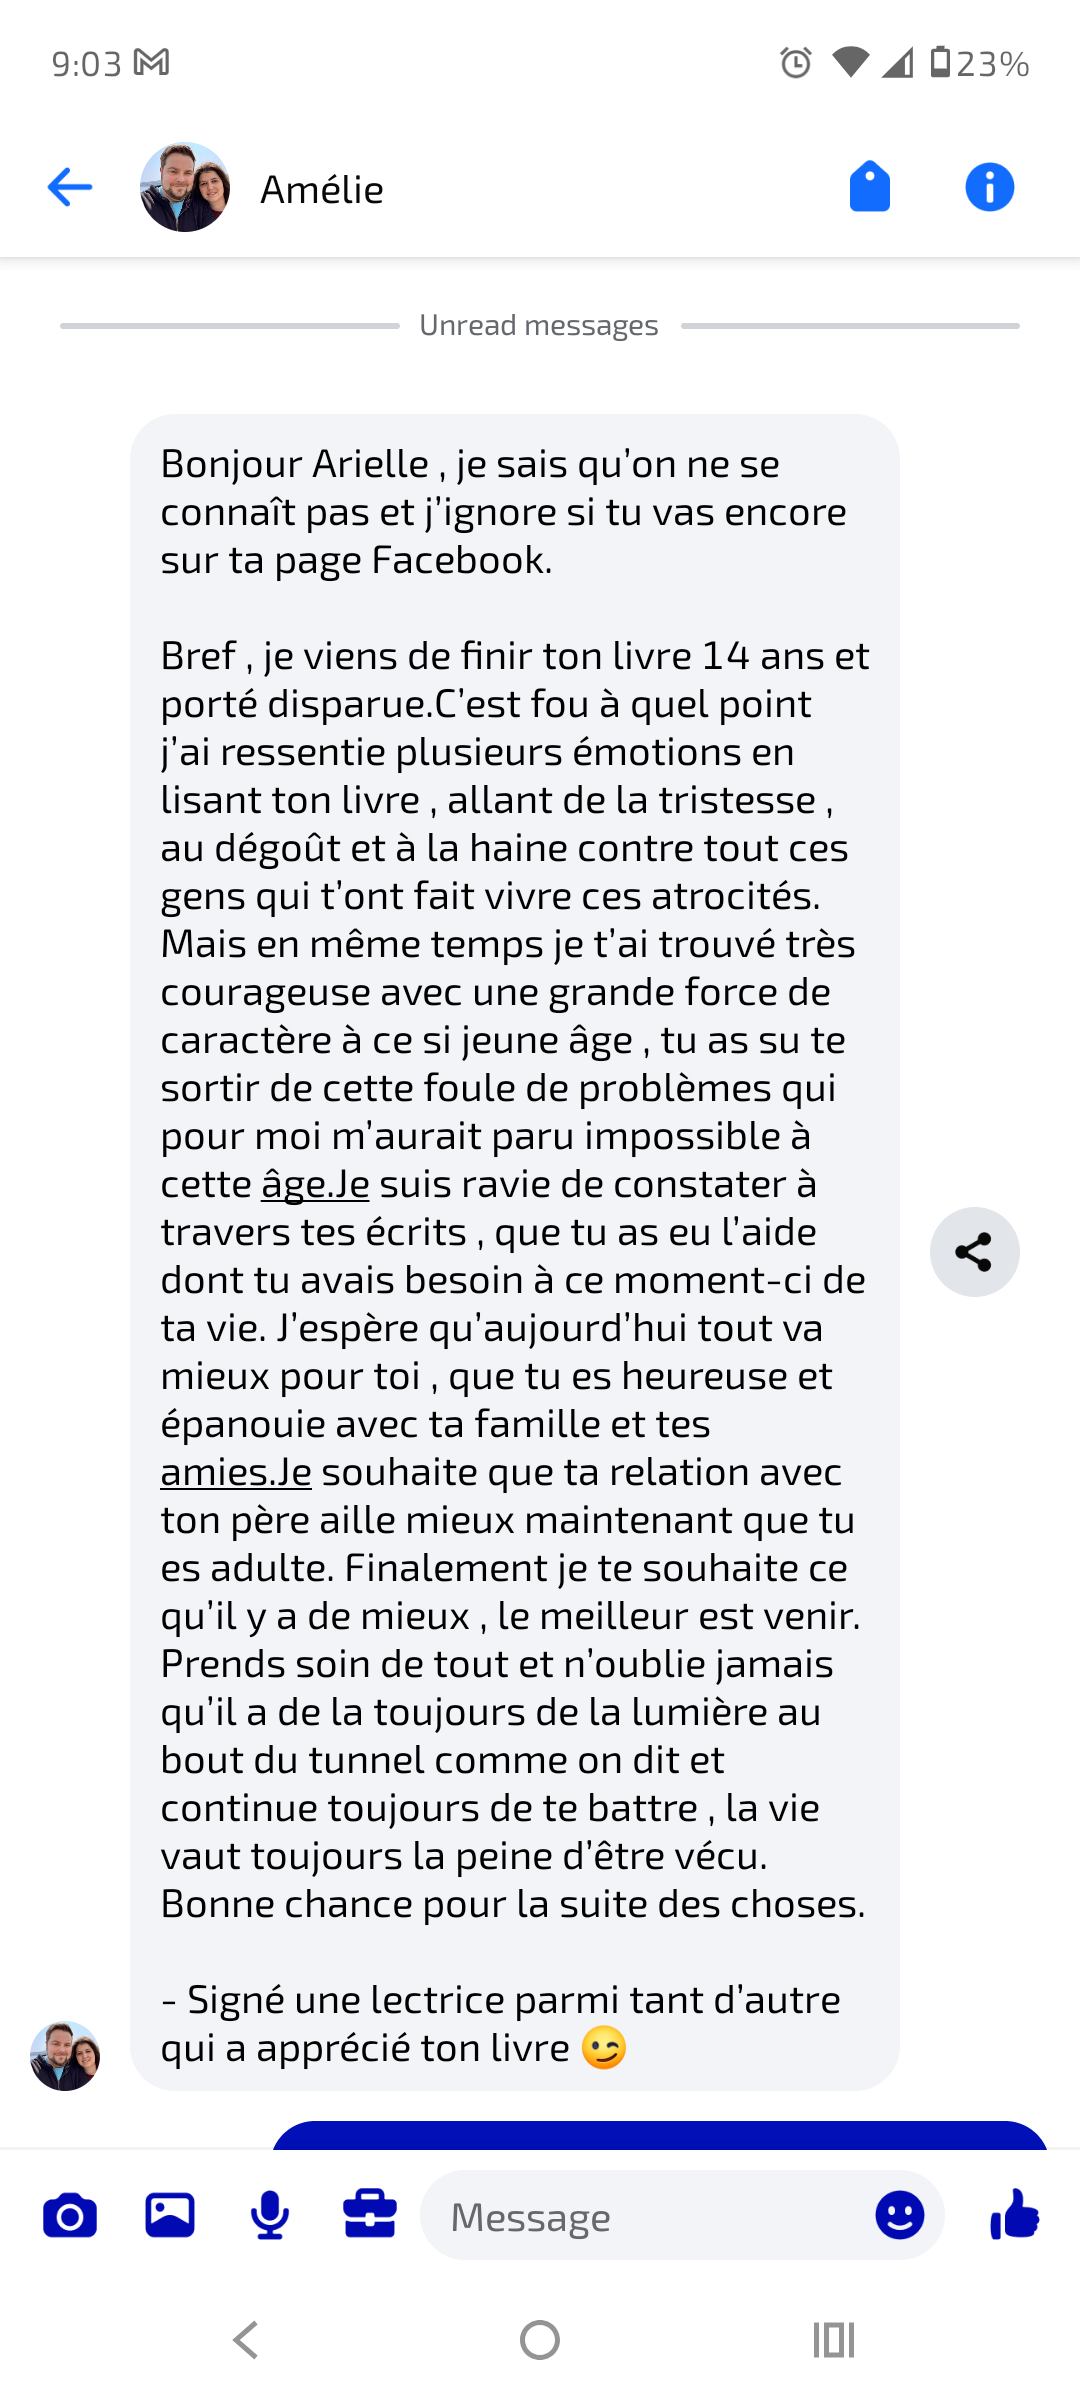 9:03
23%
Amélie
Unread messages
Bonjour Arielle , je sais qu’on ne se
connaît pas et j’ignore si tu vas encore
sur ta page Facebook.
Bref , je viens de finir ton livre 14 ans et
porté disparue.C’est fou à quel point
j’ai ressentie plusieurs émotions en
lisant ton livre , allant de la tristesse ,
au dégoût et à la haine contre tout ces
gens qui t’ont fait vivre ces atrocités.
Mais en même temps je t’ai trouvé très
courageuse avec une grande force de
caractère à ce si jeune âge , tu as su te
sortir de cette foule de problèmes qui
pour moi m’aurait paru impossible à
cette âge.Je suis ravie de constater à
travers tes écrits , que tu as eu l’aide
dont tu avais besoin à ce moment-ci de
ta vie. J’espère qu’aujourd’hui tout va
mieux pour toi , que tu es heureuse et
épanouie avec ta famille et tes
amies.Je souhaite que ta relation avec
ton père aille mieux maintenant que tu
es adulte. Finalement je te souhaite ce
qu’il y a de mieux , le meilleur est venir.
Prends soin de tout et n’oublie jamais
qu’il a de la toujours de la lumière au
bout du tunnel comme on dit et
continue toujours de te battre , la vie
vaut toujours la peine d’être vécu.
Bonne chance pour la suite des choses.
- Signé une lectrice parmi tant d’autre
qui a apprécié ton livre 😉
Message